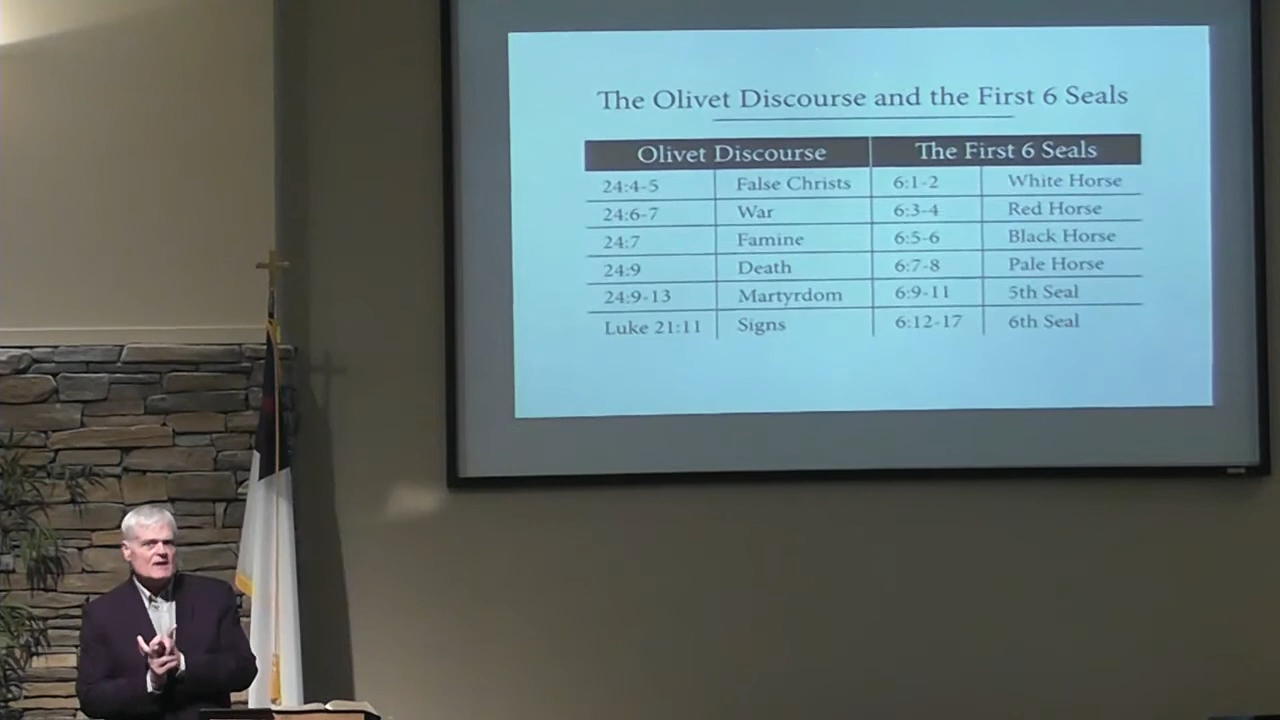 The Olivet Discourse and the First 6 Seals
Olivet Discourse The First 6 Seals
24:4-5 False Christs 6:1-2 White Horse
24:6-7 War 6:3-4 Red Horse
24:7 Famine 6:5-6 Black Horse
24:9 Death 6:7-8 Pale Horse
24:9-13 Martyrdom 6:9-11 5th Seal
Luke 21:11 Signs 6:12-17 6th Seal